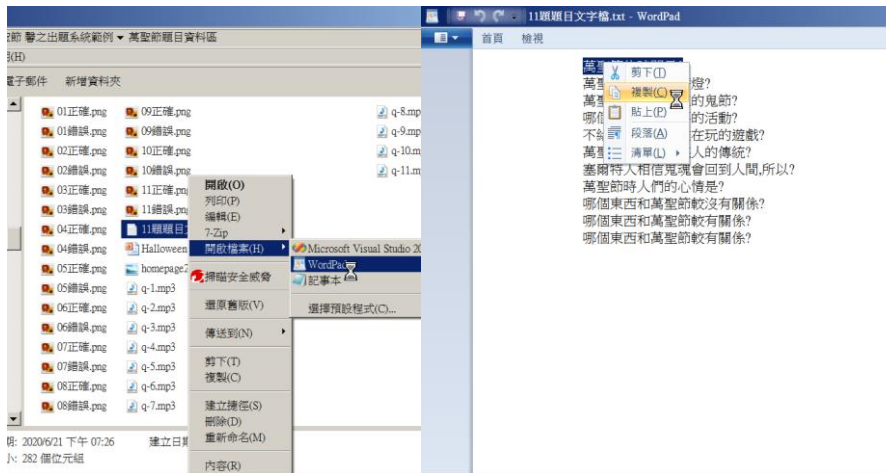 聖節 馨之出題系統範例 ▾ 萬聖節題目資料區
(H)
電子郵件 新增資料夾
01正確.png
01錯誤.png
02正確.png
02錯誤.png
03正確.png
03錯誤.png
04正確.png
04錯誤.png
05正確.png
05錯誤.png
06正確.png
06錯誤.png
07正確.png
07錯誤.png
08正確.png
08錯誤.png
09正確.png
09錯誤.png
10正確.png
10錯誤.png
11正確.png
11錯誤.png
11題題目
Halloween
homepage2
q-1.mp3
q-2.mp3
q-3.mp3
q-4.mp3
q-5.mp3
q-6.mp3
q-7.mp3
q-8.mp
q-9.mp
q-10.m
q-11.m
開啟(O)
列印(P)
編輯(E)
7-Zip
開啟檔案(H)
掃瞄安全威脅
還原舊版(V)
傳送到(N)
剪下(T)
複製(C)
建立捷徑(S)
刪除(D)
重新命名(M)
內容(R)
Microsoft Visual Studio 20
WordPad
記事本
選擇預設程式(C)...
期: 2020/6/21 下午 07:26 建立日期
小: 282 個位元組
11題題目文字檔.txt - WordPad
首頁 檢視
剪下(T)
複製(C)
貼上(P)
段落(A)
清單(L)
萬聖
萬 燈?
萬 的鬼節?
哪 的活動?
不給 在玩的遊戲?
萬聖 人的傳統?
塞爾特人相信鬼魂會回到人間,所以?
萬聖節時人們的心情是?
哪個東西和萬聖節較沒有關係?
哪個東西和萬聖節較有關係?
哪個東西和萬聖節較有關係?